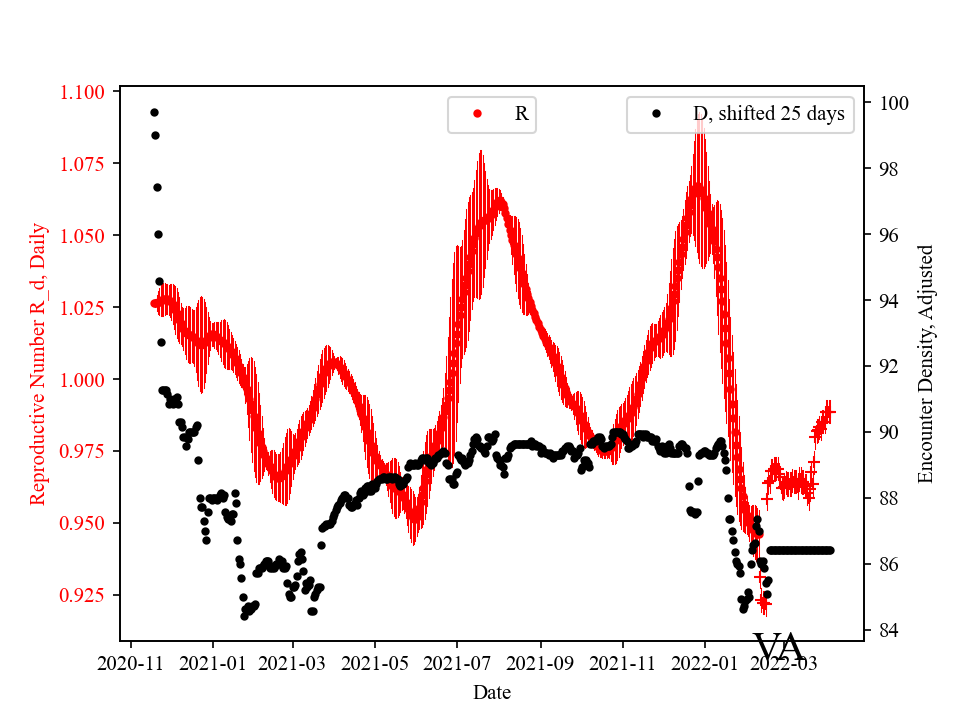 R
D, shifted 25 days
1.100
1.075
1.050
1.025
1.000
0.975
0.950
0.925
Reproductive Number R_d, Daily
100
98
96
94
92
90
88
86
84
Encounter Density, Adjusted
VA
2020-11 2021-01 2021-03 2021-05 2021-07 2021-09 2021-11 2022-01 2022-03
Date